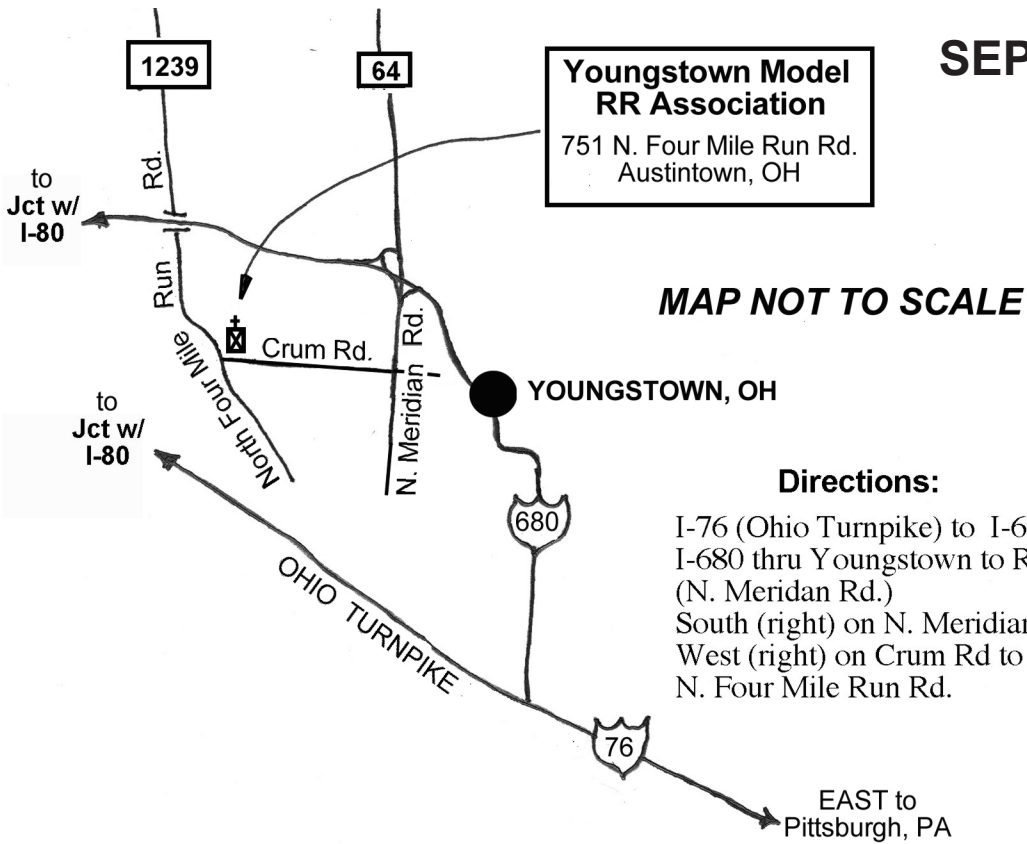 SEP
1239
64
Youngstown Model
RR Association
751 N. Four Mile Run Rd.
Austintown, OH
to
Jct w/
I-80
Rd.
Run
North Four Mile
Crum Rd.
N. Meridian Rd.
MAP NOT TO SCALE
YOUNGSTOWN, OH
to
Jct w/
I-80
680
OHIO TURNPIKE
76
EAST to
Pittsburgh, PA
Directions:
I-76 (Ohio Turnpike) to I-6
I-680 thru Youngstown to R
(N. Meridan Rd.)
South (right) on N. Meridian
West (right) on Crum Rd to
N. Four Mile Run Rd.